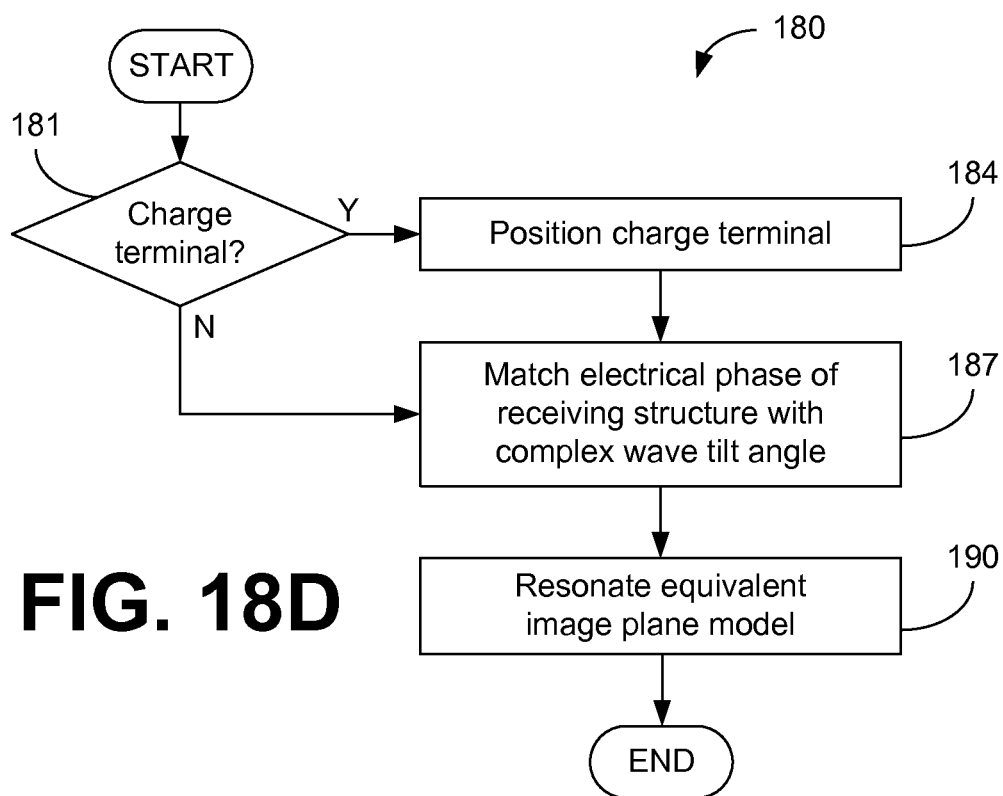 180
START
181
Charge
terminal?
Y
N
184
Position charge terminal
187
Match electrical phase of
receiving structure with
complex wave tilt angle
190
Resonate equivalent
image plane model
FIG. 18D
END